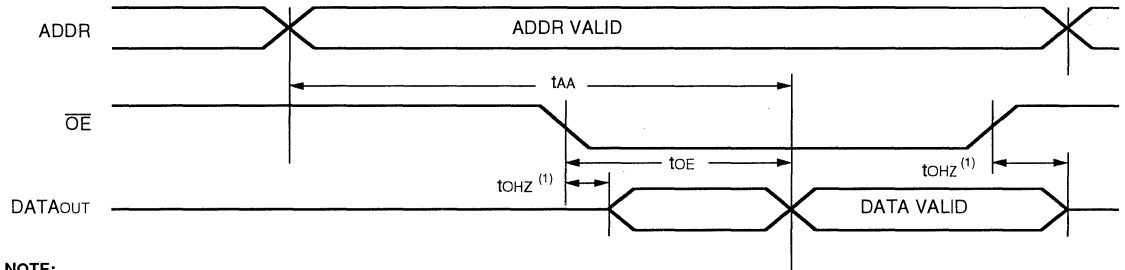 ADDR
ADDR VALID
tAA
OE
tOE
tOHZ (1)
tOHZ (1)
DATAOUT
DATA VALID
NOTE: